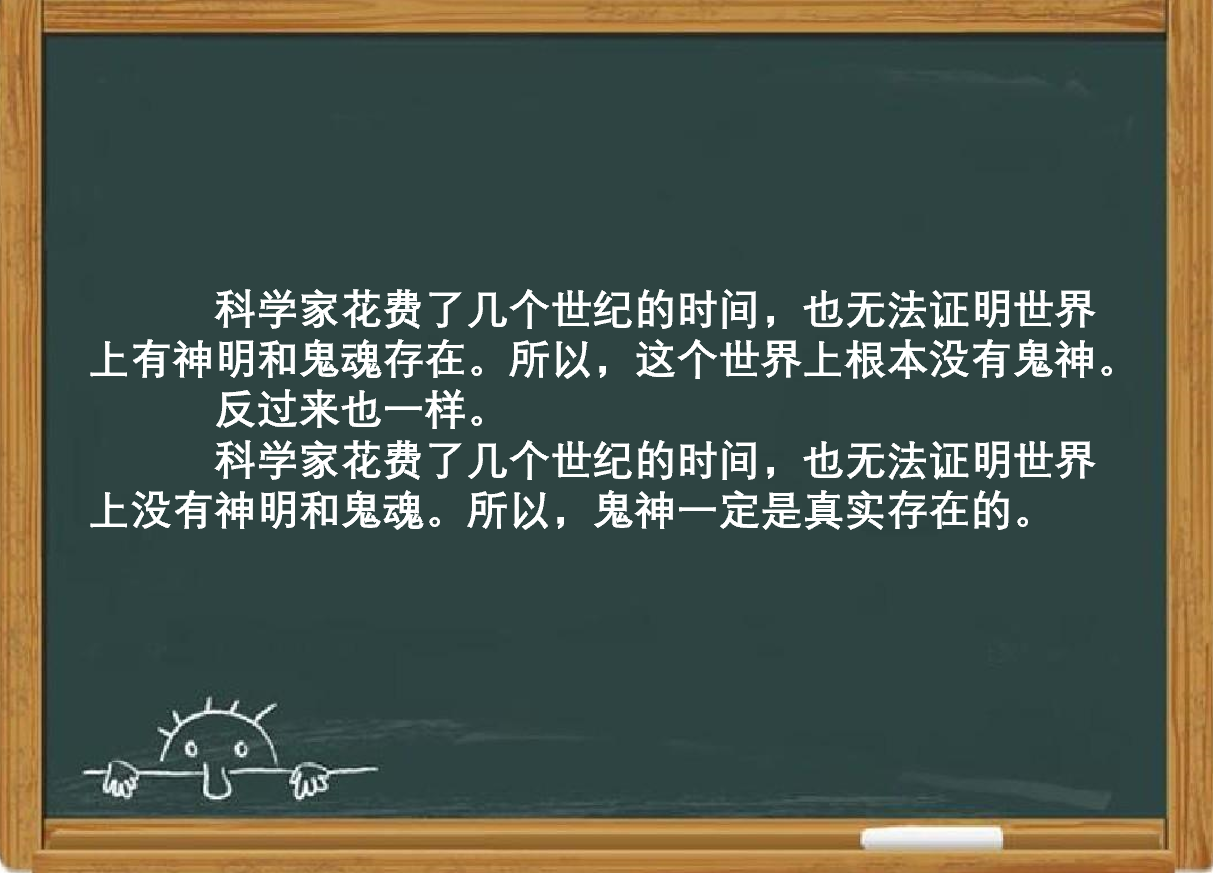 科学家花费了几个世纪的时间，也无法证明世界
上有神明和鬼魂存在。所以，这个世界上根本没有鬼神。
反过来也一样。
科学家花费了几个世纪的时间，也无法证明世界
上没有神明和鬼魂。所以，鬼神一定是真实存在的。